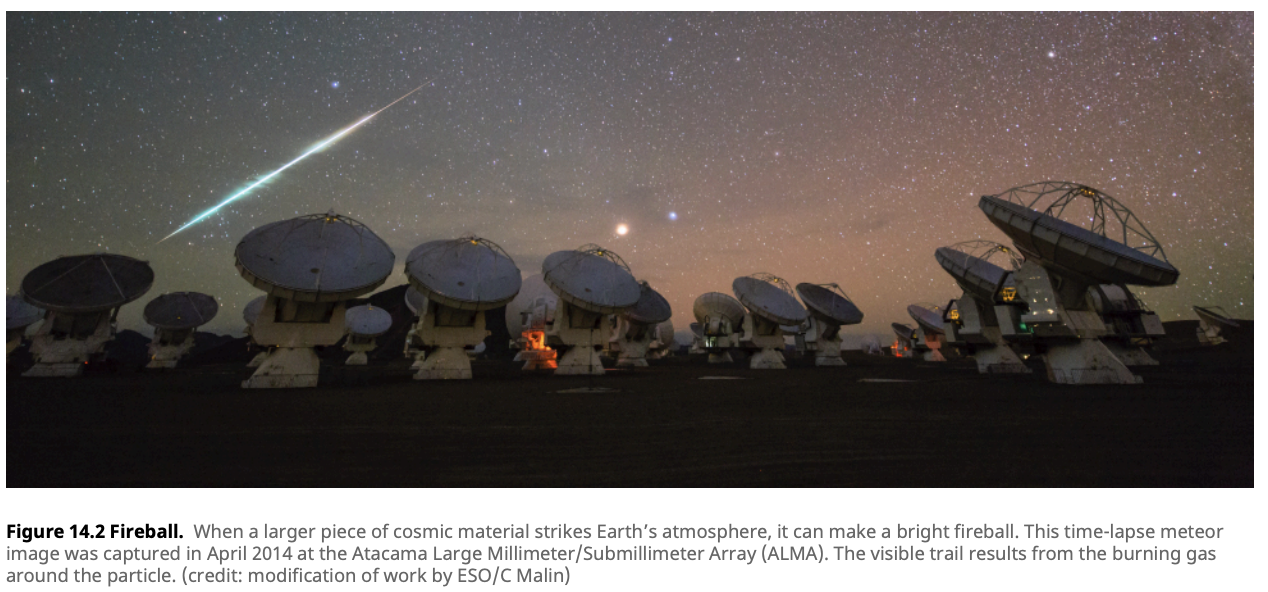 Figure 14.2 Fireball. When a larger piece of cosmic material strikes Earth’s atmosphere, it can make a bright fireball. This time-lapse meteor
image was captured in April 2014 at the Atacama Large Millimeter/Submillimeter Array (ALMA). The visible trail results from the burning gas
around the particle. (credit: modification of work by ESO/C Malin)